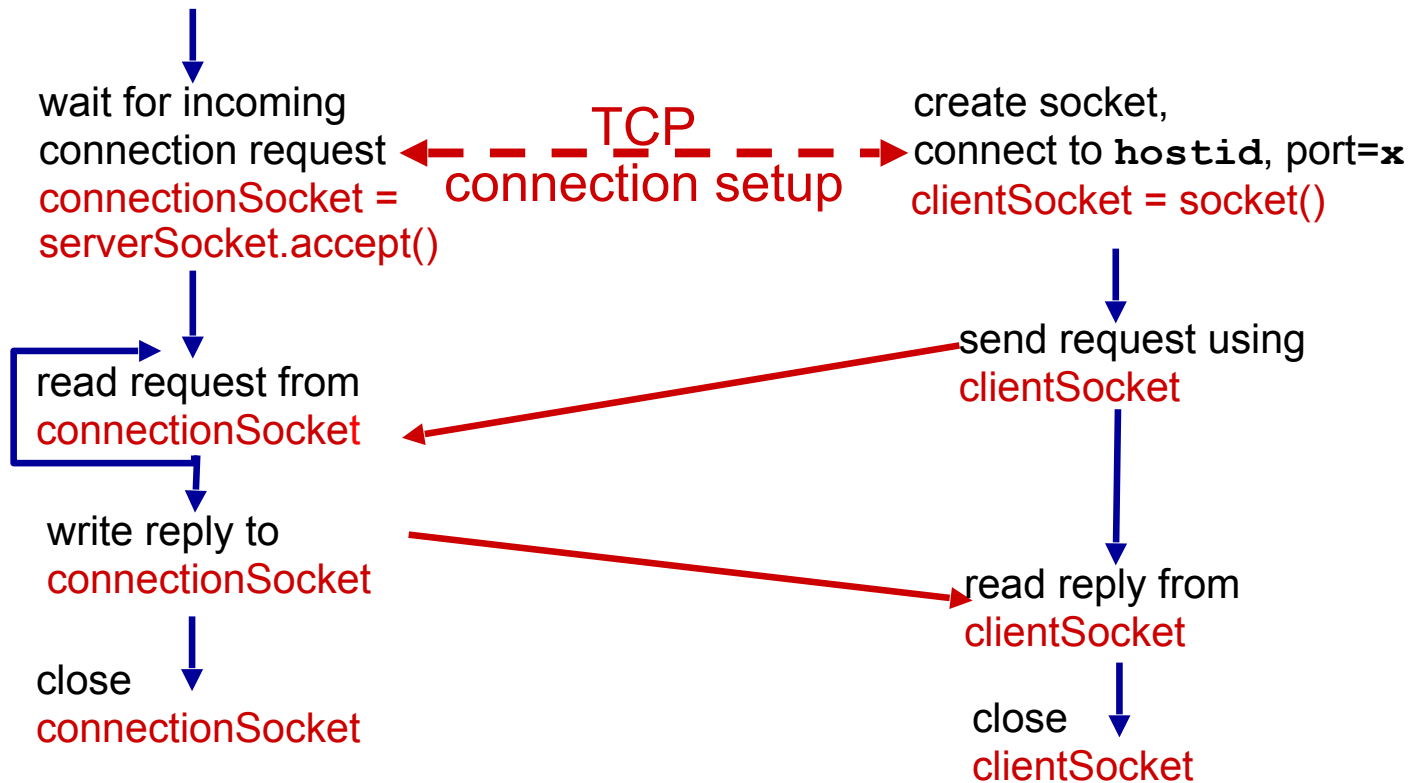 wait for incoming
connection request
connectionSocket =
serverSocket.accept()
TCP
connection setup
create socket,
connect to hostid, port=x
clientSocket = socket()
read request from
connectionSocket
send request using
clientSocket
write reply to
connectionSocket
read reply from
clientSocket
close
connectionSocket
close
clientSocket